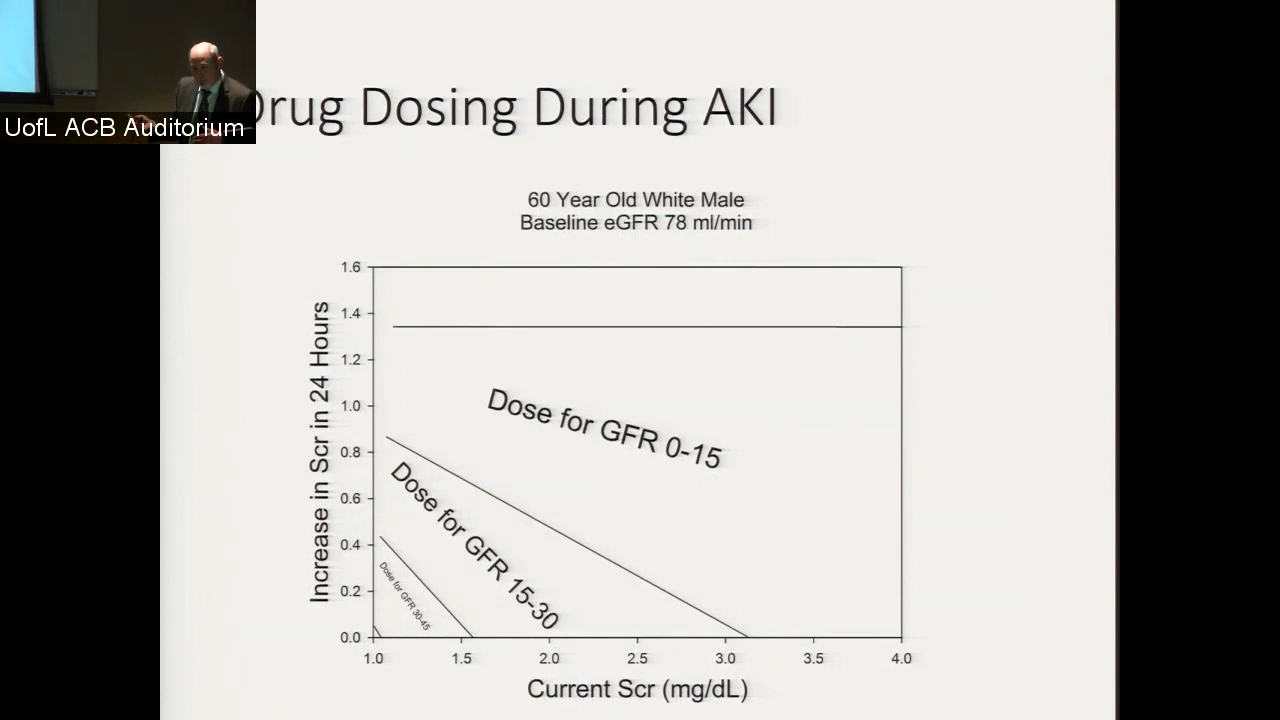 UofL ACB Auditorium
Drug Dosing During AKI
60 Year Old White Male
Baseline eGFR 78 ml/min
Increase in Scr in 24 Hours
1.6
1.4
1.2
1.0
0.8
0.6
0.4
0.2
0.0
Dose for GFR 0-15
Dose for GFR 15-30
Dose for GFR 30-45
1.0 1.5 2.0 2.5 3.0 3.5 4.0
Current Scr (mg/dL)